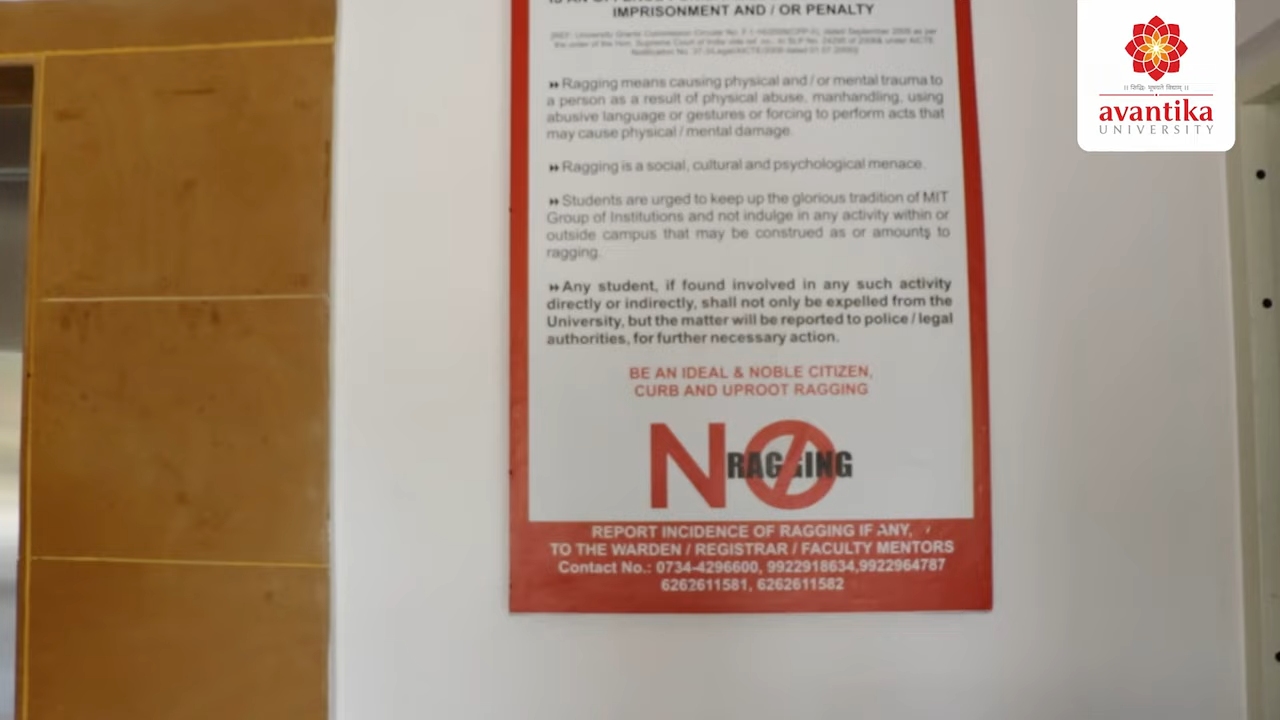 IMPRISONMENT AND / OR PENALTY
▸▸ Ragging means causing physical and / or mental trauma to
a person as a result of physical abuse, manhandling, using
abusive language or gestures or forcing to perform acts that
may cause physical / mental damage.
▸▸ Ragging is a social, cultural and psychological menace.
▸▸ Students are urged to keep up the glorious tradition of MIT
Group of Institutions and not indulge in any activity within or
outside campus that may be construed as or amounts to
ragging.
▸▸ Any student, if found involved in any such activity
directly or indirectly, shall not only be expelled from the
University, but the matter will be reported to police / legal
authorities, for further necessary action.
BE AN IDEAL & NOBLE CITIZEN,
CURB AND UPROOT RAGGING
NO RAGGING
REPORT INCIDENCE OF RAGGING IF ANY,
TO THE WARDEN / REGISTRAR / FACULTY MENTORS
Contact No.: 0734-4296600, 9922918634,9922964787
6262611581, 6262611582
avantika
UNIVERSITY